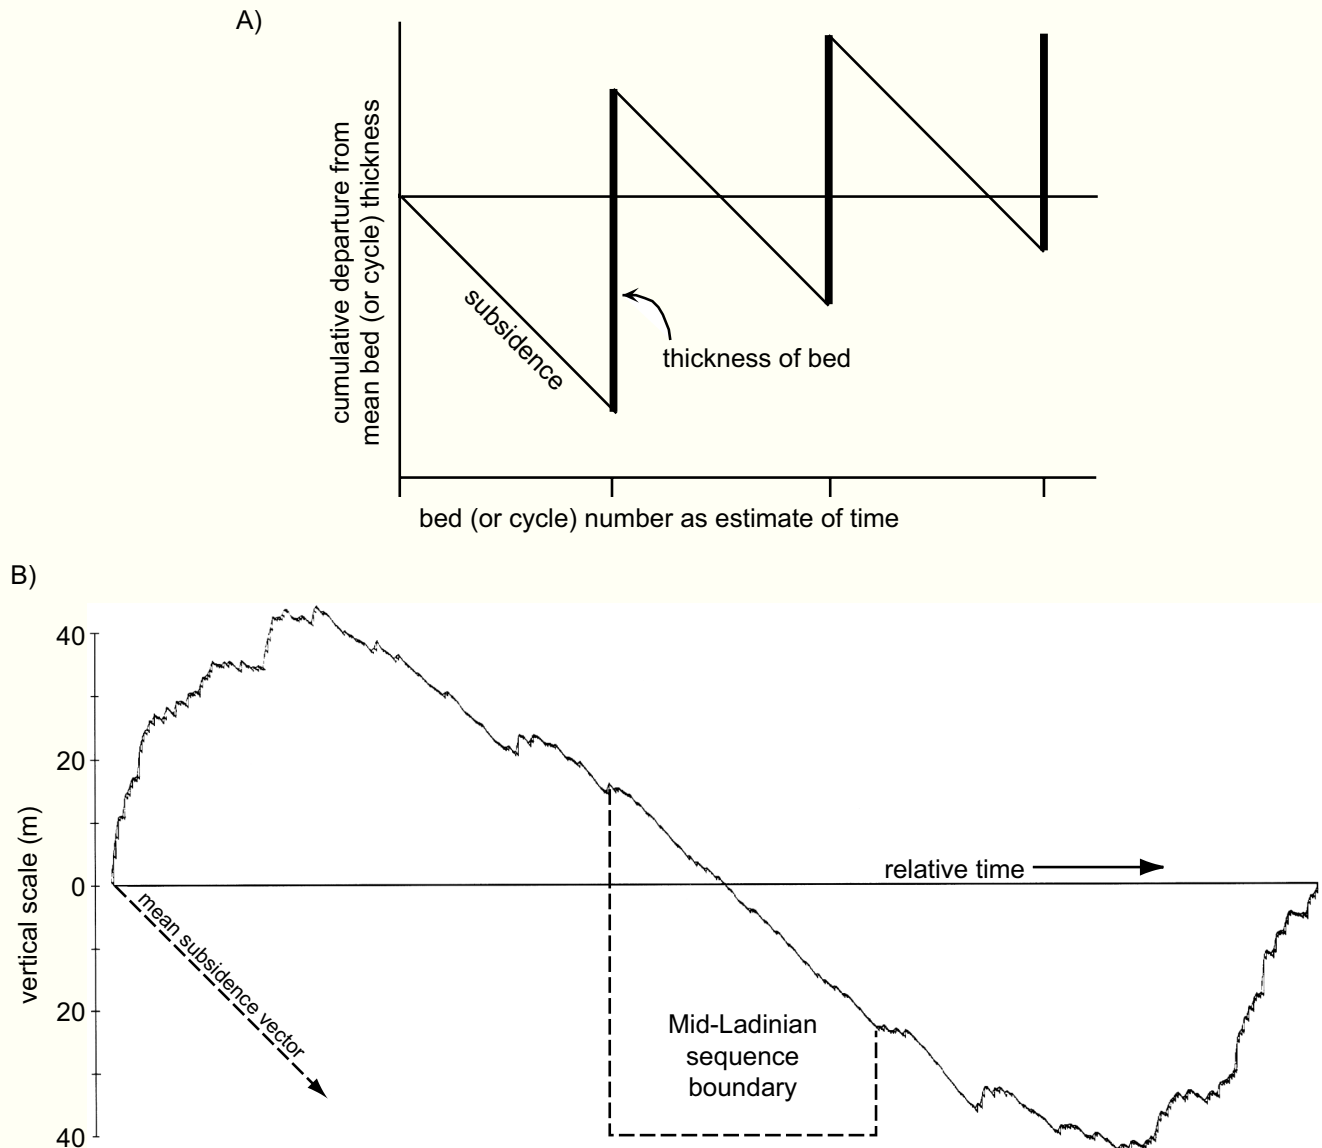 A)
cumulative departure from
mean bed (or cycle) thickness
subsidence
thickness of bed
bed (or cycle) number as estimate of time
B)
vertical scale (m)
40
20
0
20
40
mean subsidence vector
relative time
Mid-Ladinian
sequence
boundary